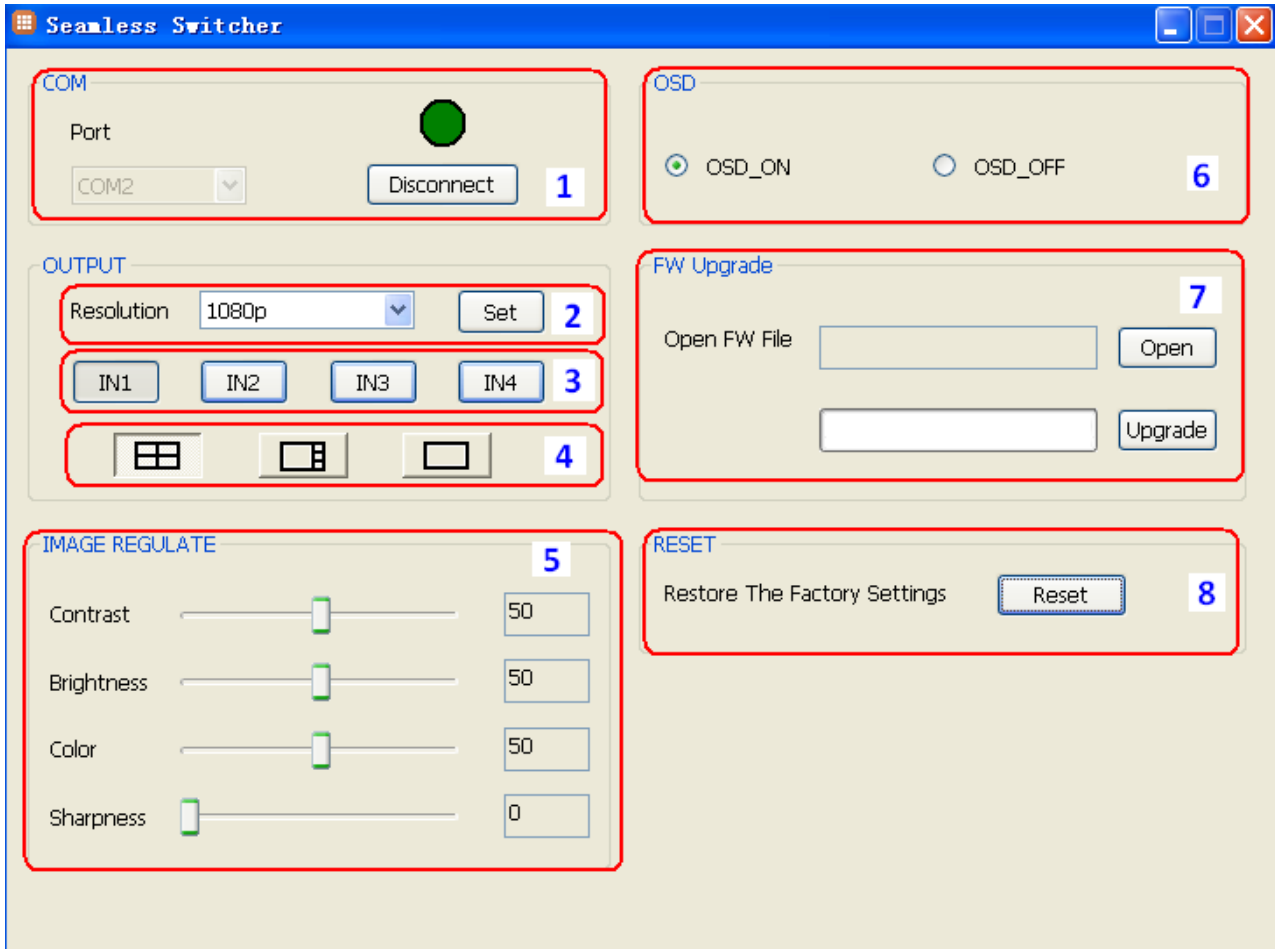 Seamless Switcher
COM
Port
COM2
Disconnect
1
OSD
OSD_ON
OSD_OFF
6
OUTPUT
Resolution
1080p
Set
2
IN1
IN2
IN3
IN4
3
4
FW Upgrade
7
Open FW File
Open
Upgrade
IMAGE REGULATE
5
Contrast
50
Brightness
50
Color
50
Sharpness
0
RESET
Restore The Factory Settings
Reset
8